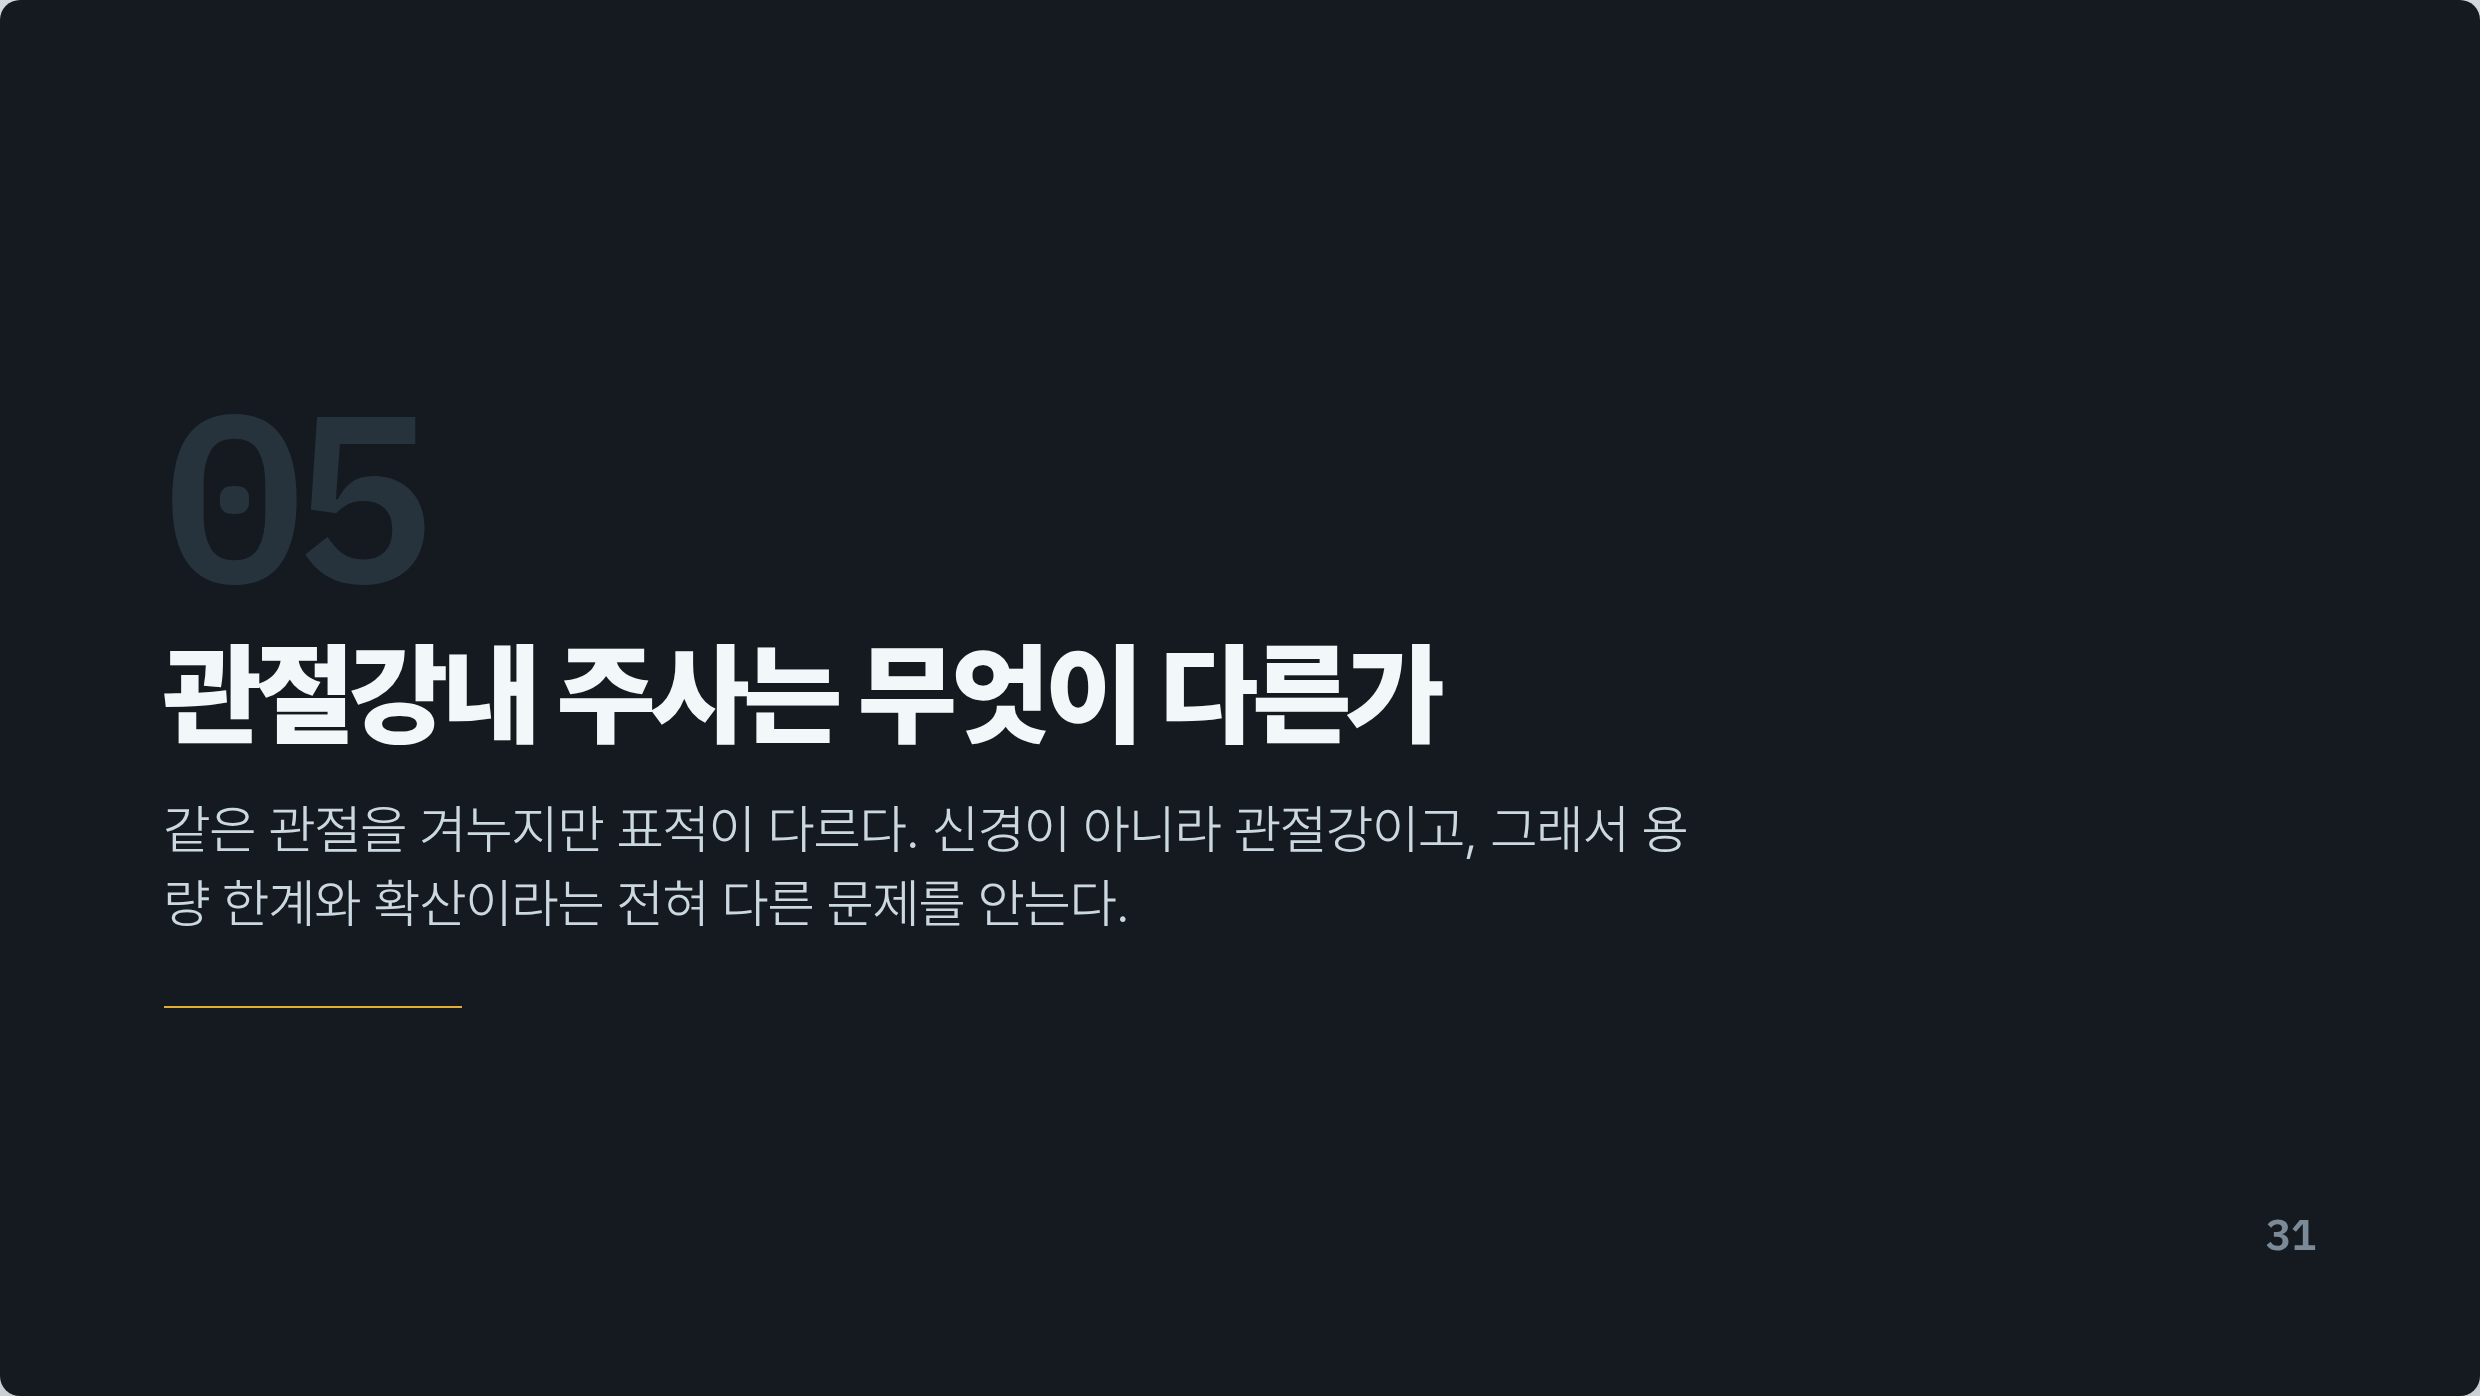 05
관절강내 주사는 무엇이 다른가
같은 관절을 겨누지만 표적이 다르다. 신경이 아니라 관절강이고, 그래서 용
량 한계와 확산이라는 전혀 다른 문제를 안는다.
31